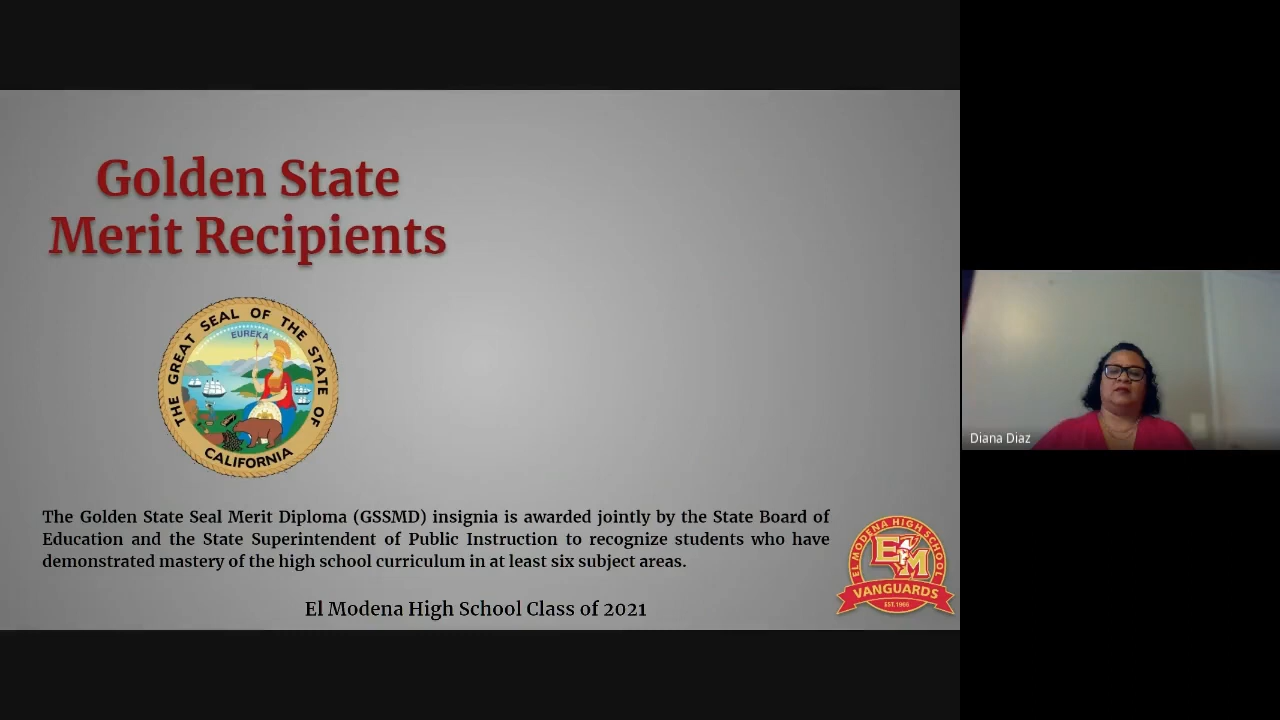 Golden State
Merit Recipients
THE GREAT SEAL OF THE STATE OF CALIFORNIA
EUREKA
The Golden State Seal Merit Diploma (GSSMD) insignia is awarded jointly by the State Board of
Education and the State Superintendent of Public Instruction to recognize students who have
demonstrated mastery of the high school curriculum in at least six subject areas.
El Modena High School Class of 2021
EL MODENA HIGH SCHOOL
EM
VANGUARDS
EST. 1966
Diana Diaz